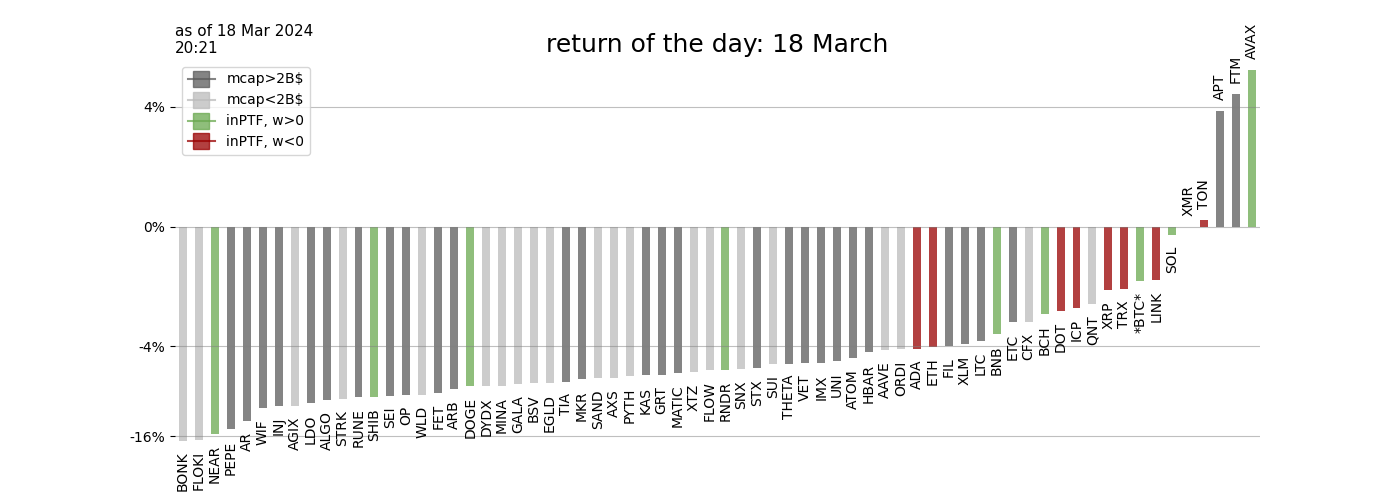 as of 18 Mar 2024
20:21
return of the day: 18 March
mcap>2B$
mcap<2B$
inPTF, w>0
inPTF, w<0
4%
0%
-4%
-16%
BONK
FLOKI
NEAR
PEPE
AR
WIF
INJ
AGIX
LDO
ALGO
STRK
RUNE
SHIB
SEI
OP
WLD
FET
ARB
DOGE
DYDX
MINA
GALA
BSV
EGLD
TIA
MKR
SAND
AXS
PYTH
KAS
GRT
MATIC
XTZ
FLOW
RNDR
SNX
STX
SUI
THETA
VET
IMX
UNI
ATOM
HBAR
AAVE
ORDI
ADA
ETH
FIL
XLM
LTC
BNB
ETC
CFX
BCH
DOT
ICP
QNT
XRP
TRX
*BTC*
LINK
SOL
XMR
TON
APT
FTM
AVAX